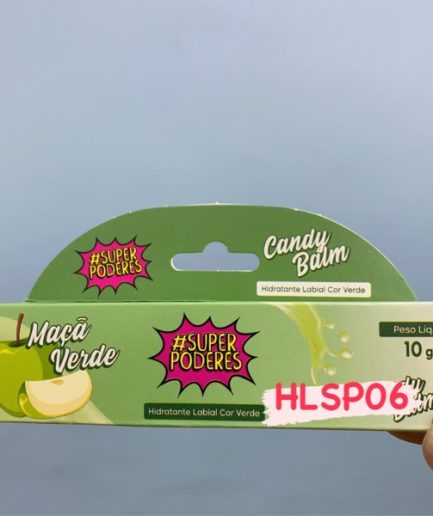 #SUPER
PODERES
Candy
Balm
Hidratante Labial Cor Verde
Maçã
Verde
#SUPER
PODERES
Hidratante Labial Cor Verde
Peso
10 g
HLSP06
Balm